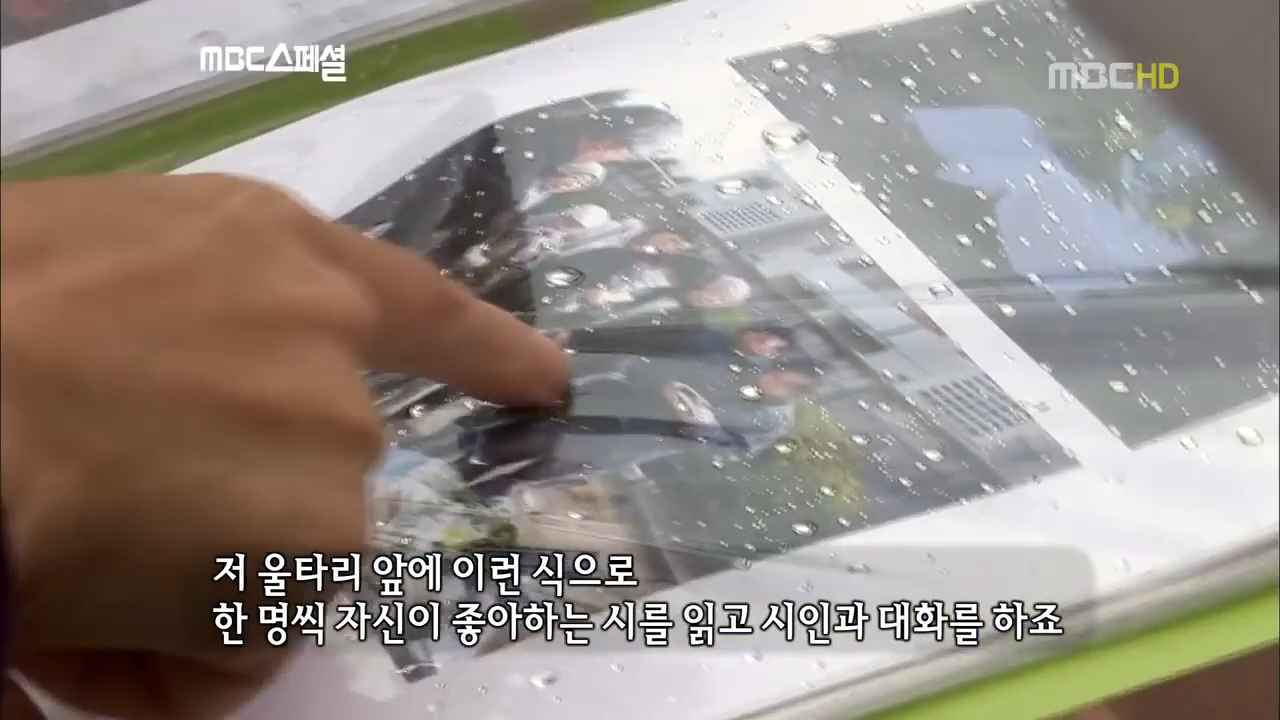 MBC스페셜
MBCHD
저 울타리 앞에 이런 식으로
한 명씩 자신이 좋아하는 시를 읽고 시인과 대화를 하죠